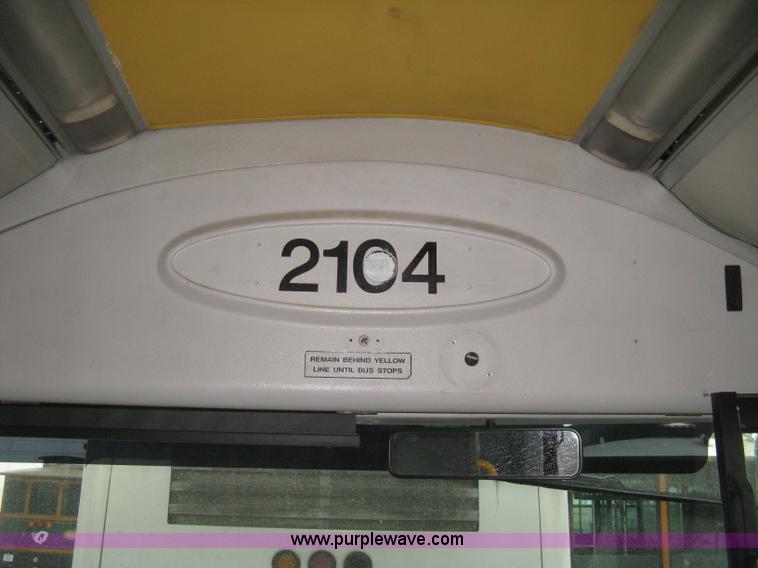 2104
REMAIN BEHIND YELLOW
LINE UNTIL BUS STOPS
www.purplewave.com